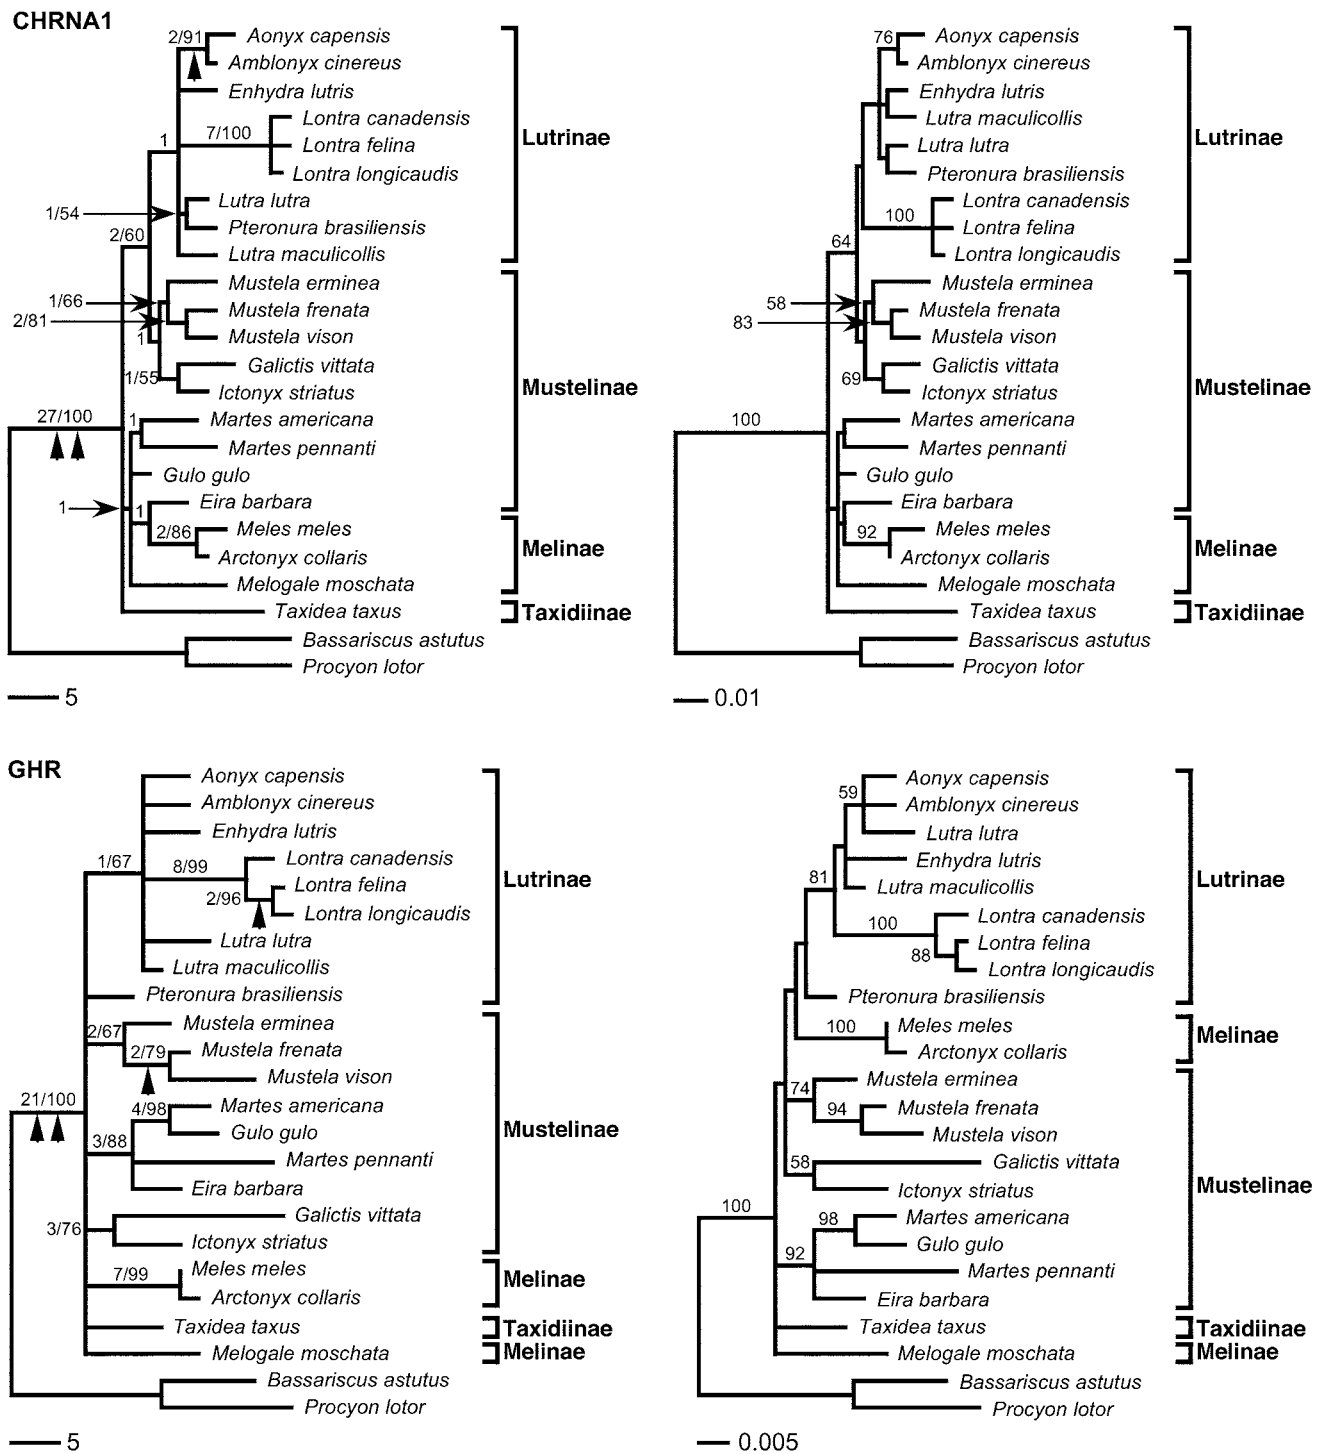 CHRNA1
2/91
Aonyx capensis
Amblonyx cinereus
Enhydra lutris
Lontra canadensis
7/100
Lontra felina
1
Lontra longicaudis
Lutra lutra
1/54
Pteronura brasiliensis
2/60
Lutra maculicollis
Lutrinae
Mustela erminea
1/66
Mustela frenata
2/81
Mustela vison
1
Galictis vittata
1/55
Ictonyx striatus
Mustelinae
27/100
1
Martes americana
Martes pennanti
Gulo gulo
Eira barbara
1
1
2/86
Meles meles
Arctonyx collaris
Melinae
Melogale moschata
Taxidea taxus
Taxidiinae
Bassariscus astutus
Procyon lotor
5
76
Aonyx capensis
Amblonyx cinereus
Enhydra lutris
Lutra maculicollis
Lutra lutra
Pteronura brasiliensis
Lontra canadensis
100
Lontra felina
64
Lontra longicaudis
Lutrinae
Mustela erminea
58
Mustela frenata
83
Mustela vison
Galictis vittata
69
Ictonyx striatus
Mustelinae
100
Martes americana
Martes pennanti
Gulo gulo
Eira barbara
92
Meles meles
Arctonyx collaris
Melinae
Melogale moschata
Taxidea taxus
Taxidiinae
Bassariscus astutus
Procyon lotor
0.01
GHR
Aonyx capensis
Amblonyx cinereus
Enhydra lutris
1/67
8/99
Lontra canadensis
2/96
Lontra felina
Lontra longicaudis
Lutra lutra
Lutra maculicollis
Pteronura brasiliensis
Lutrinae
2/67
Mustela erminea
2/79
Mustela frenata
Mustela vison
21/100
4/98
Martes americana
Gulo gulo
3/88
Martes pennanti
Eira barbara
3/76
Galictis vittata
Ictonyx striatus
Mustelinae
7/99
Meles meles
Arctonyx collaris
Melinae
Taxidea taxus
Taxidiinae
Melogale moschata
Melinae
Bassariscus astutus
Procyon lotor
5
59
Aonyx capensis
Amblonyx cinereus
Lutra lutra
Enhydra lutris
81
Lutra maculicollis
100
Lontra canadensis
88
Lontra felina
Lontra longicaudis
Pteronura brasiliensis
Lutrinae
100
Meles meles
Arctonyx collaris
Melinae
74
Mustela erminea
94
Mustela frenata
Mustela vison
58
Galictis vittata
Ictonyx striatus
100
98
Martes americana
Gulo gulo
92
Martes pennanti
Eira barbara
Mustelinae
Taxidea taxus
Taxidiinae
Melogale moschata
Melinae
Bassariscus astutus
Procyon lotor
0.005